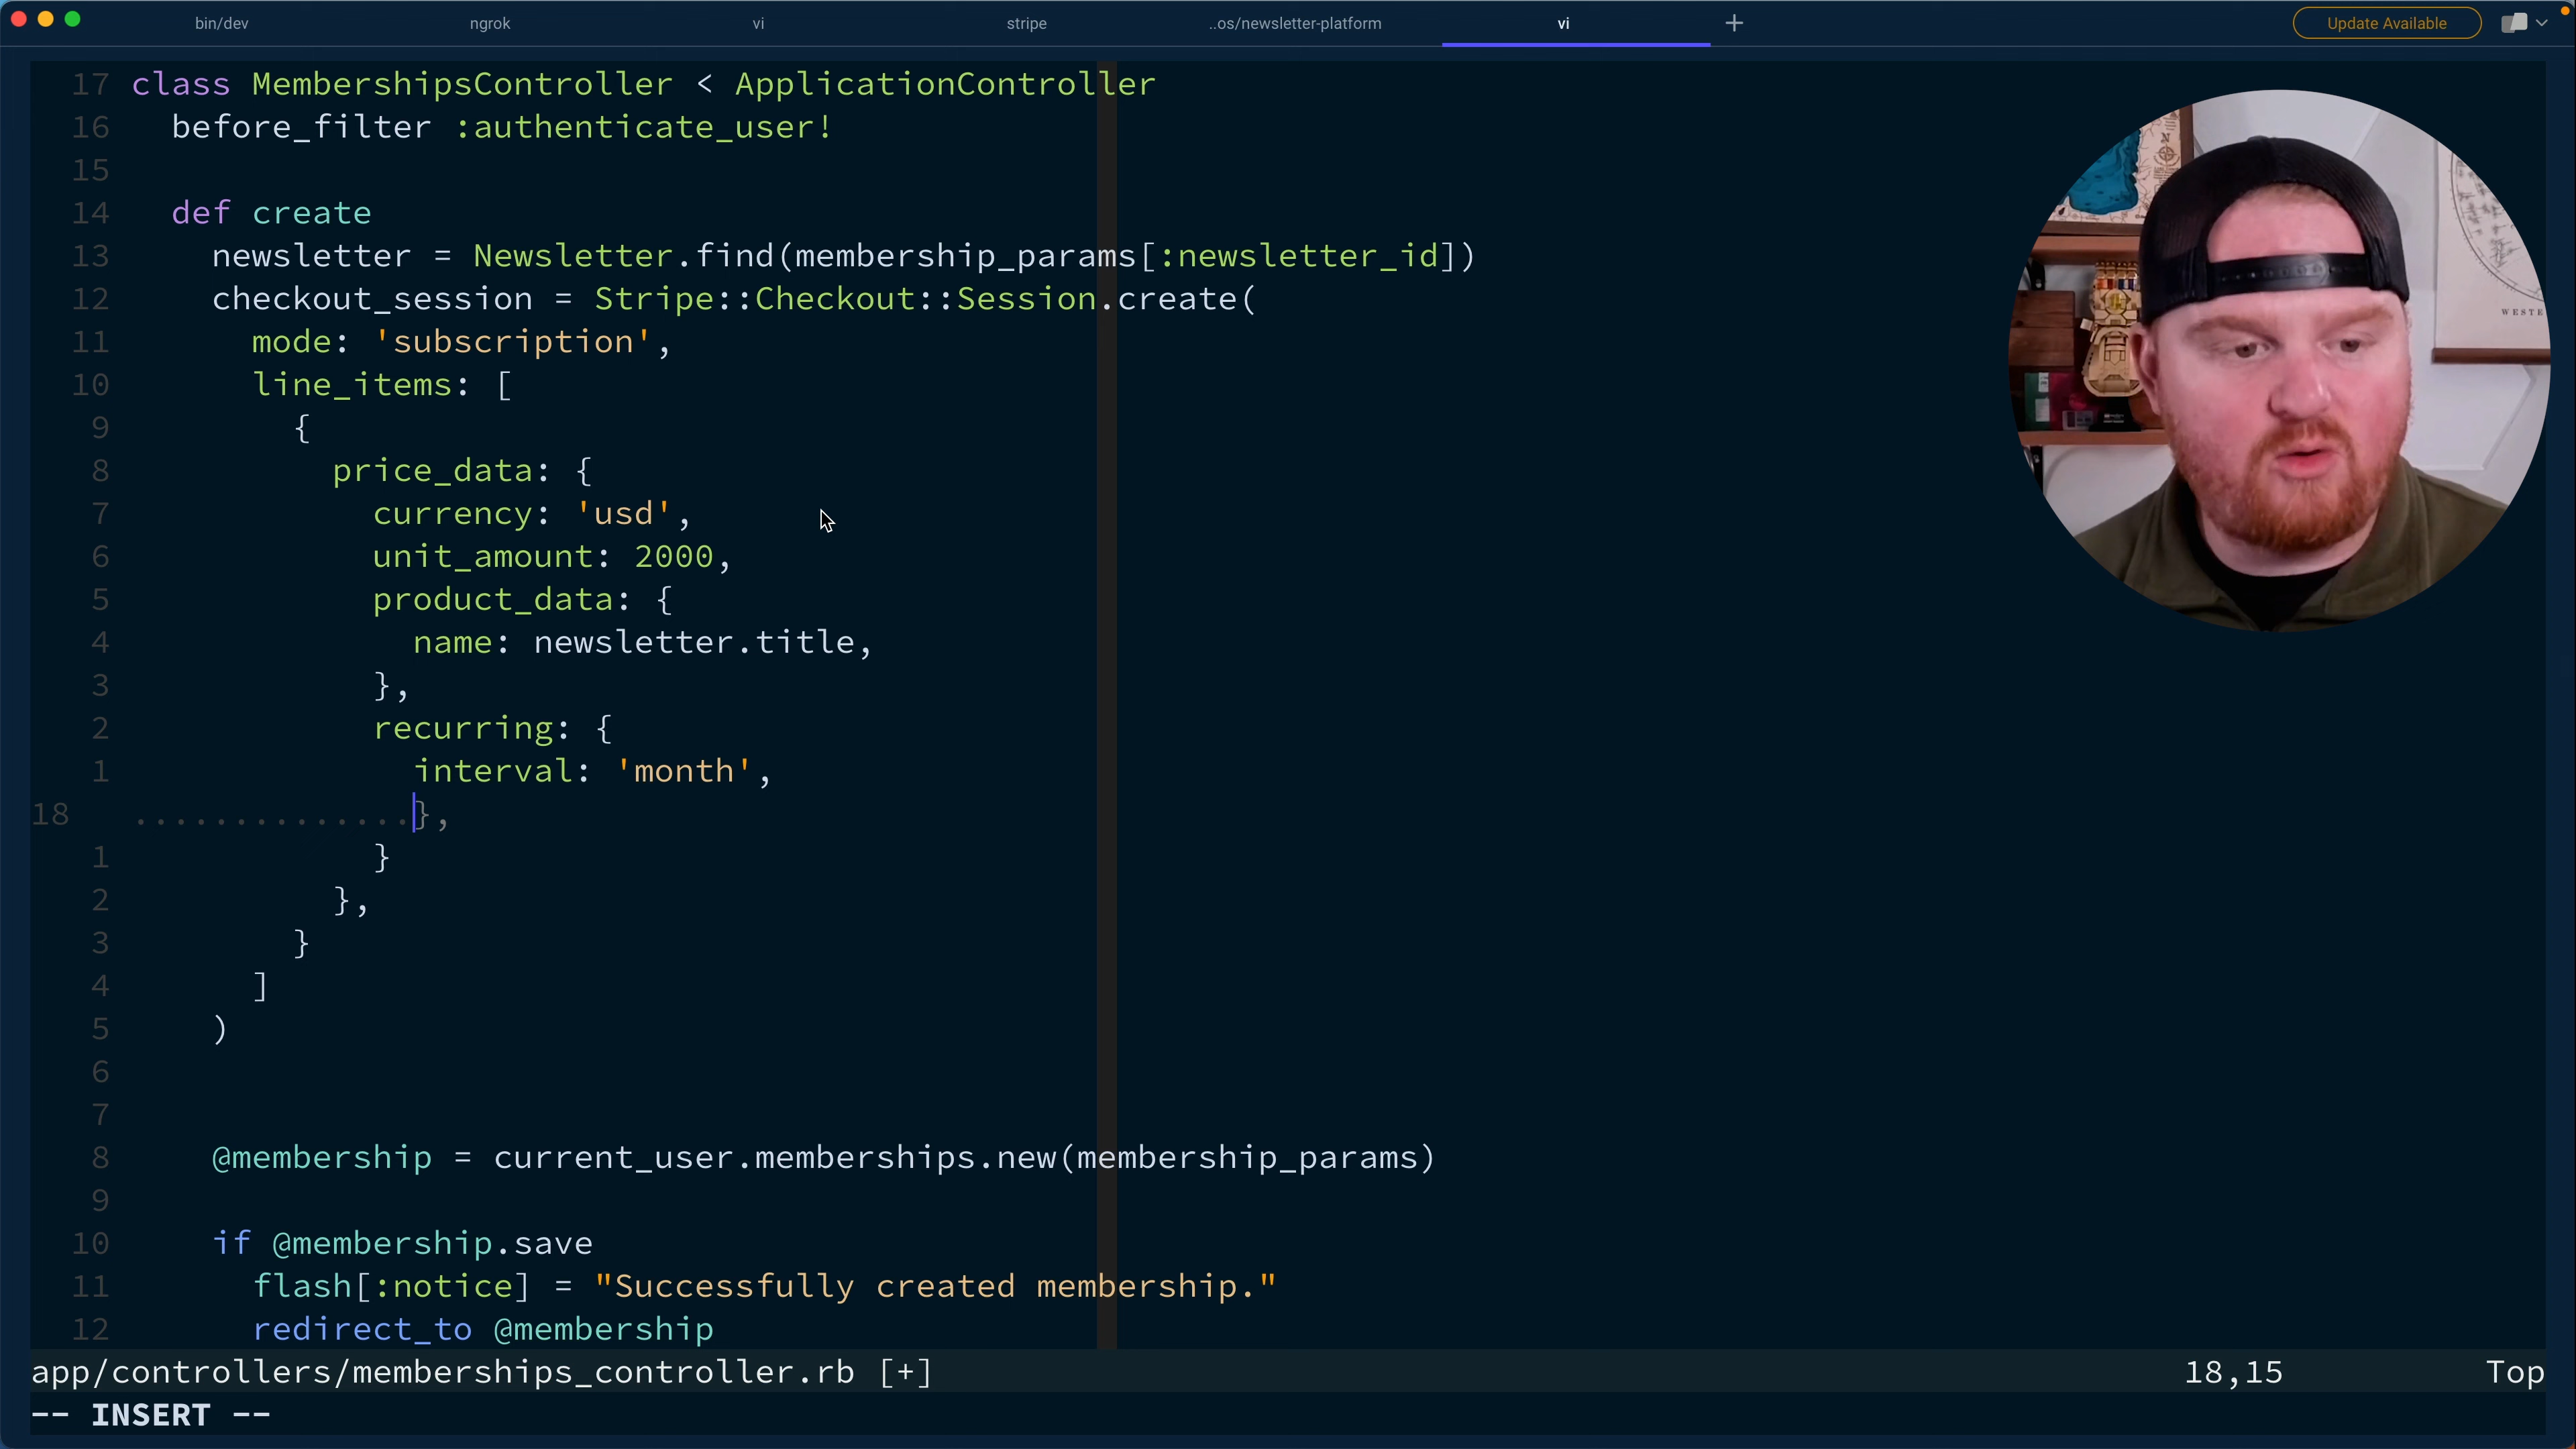 bin/dev
ngrok
vi
stripe
..os/newsletter-platform
vi
+
Update Available
17 class MembershipsController < ApplicationController
16 before_filter :authenticate_user!
15
14 def create
13 newsletter = Newsletter.find(membership_params[:newsletter_id])
12 checkout_session = Stripe::Checkout::Session.create(
11 mode: 'subscription',
10 line_items: [
9 {
8 price_data: {
7 currency: 'usd',
6 unit_amount: 2000,
5 product_data: {
4 name: newsletter.title,
3 },
2 recurring: {
1 interval: 'month',
18 ..............},
1 }
2 },
3 }
4 ]
5 )
6
7
8 @membership = current_user.memberships.new(membership_params)
9
10 if @membership.save
11 flash[:notice] = "Successfully created membership."
12 redirect_to @membership
app/controllers/memberships_controller.rb [+] 18,15 Top
-- INSERT --
WESTE